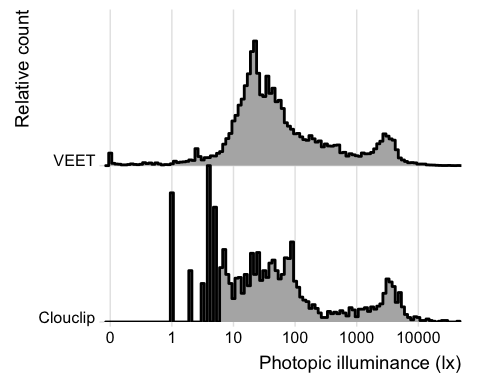 Relative count
VEET
Clouclip
0 1 10 100 1000 10000
Photopic illuminance (lx)